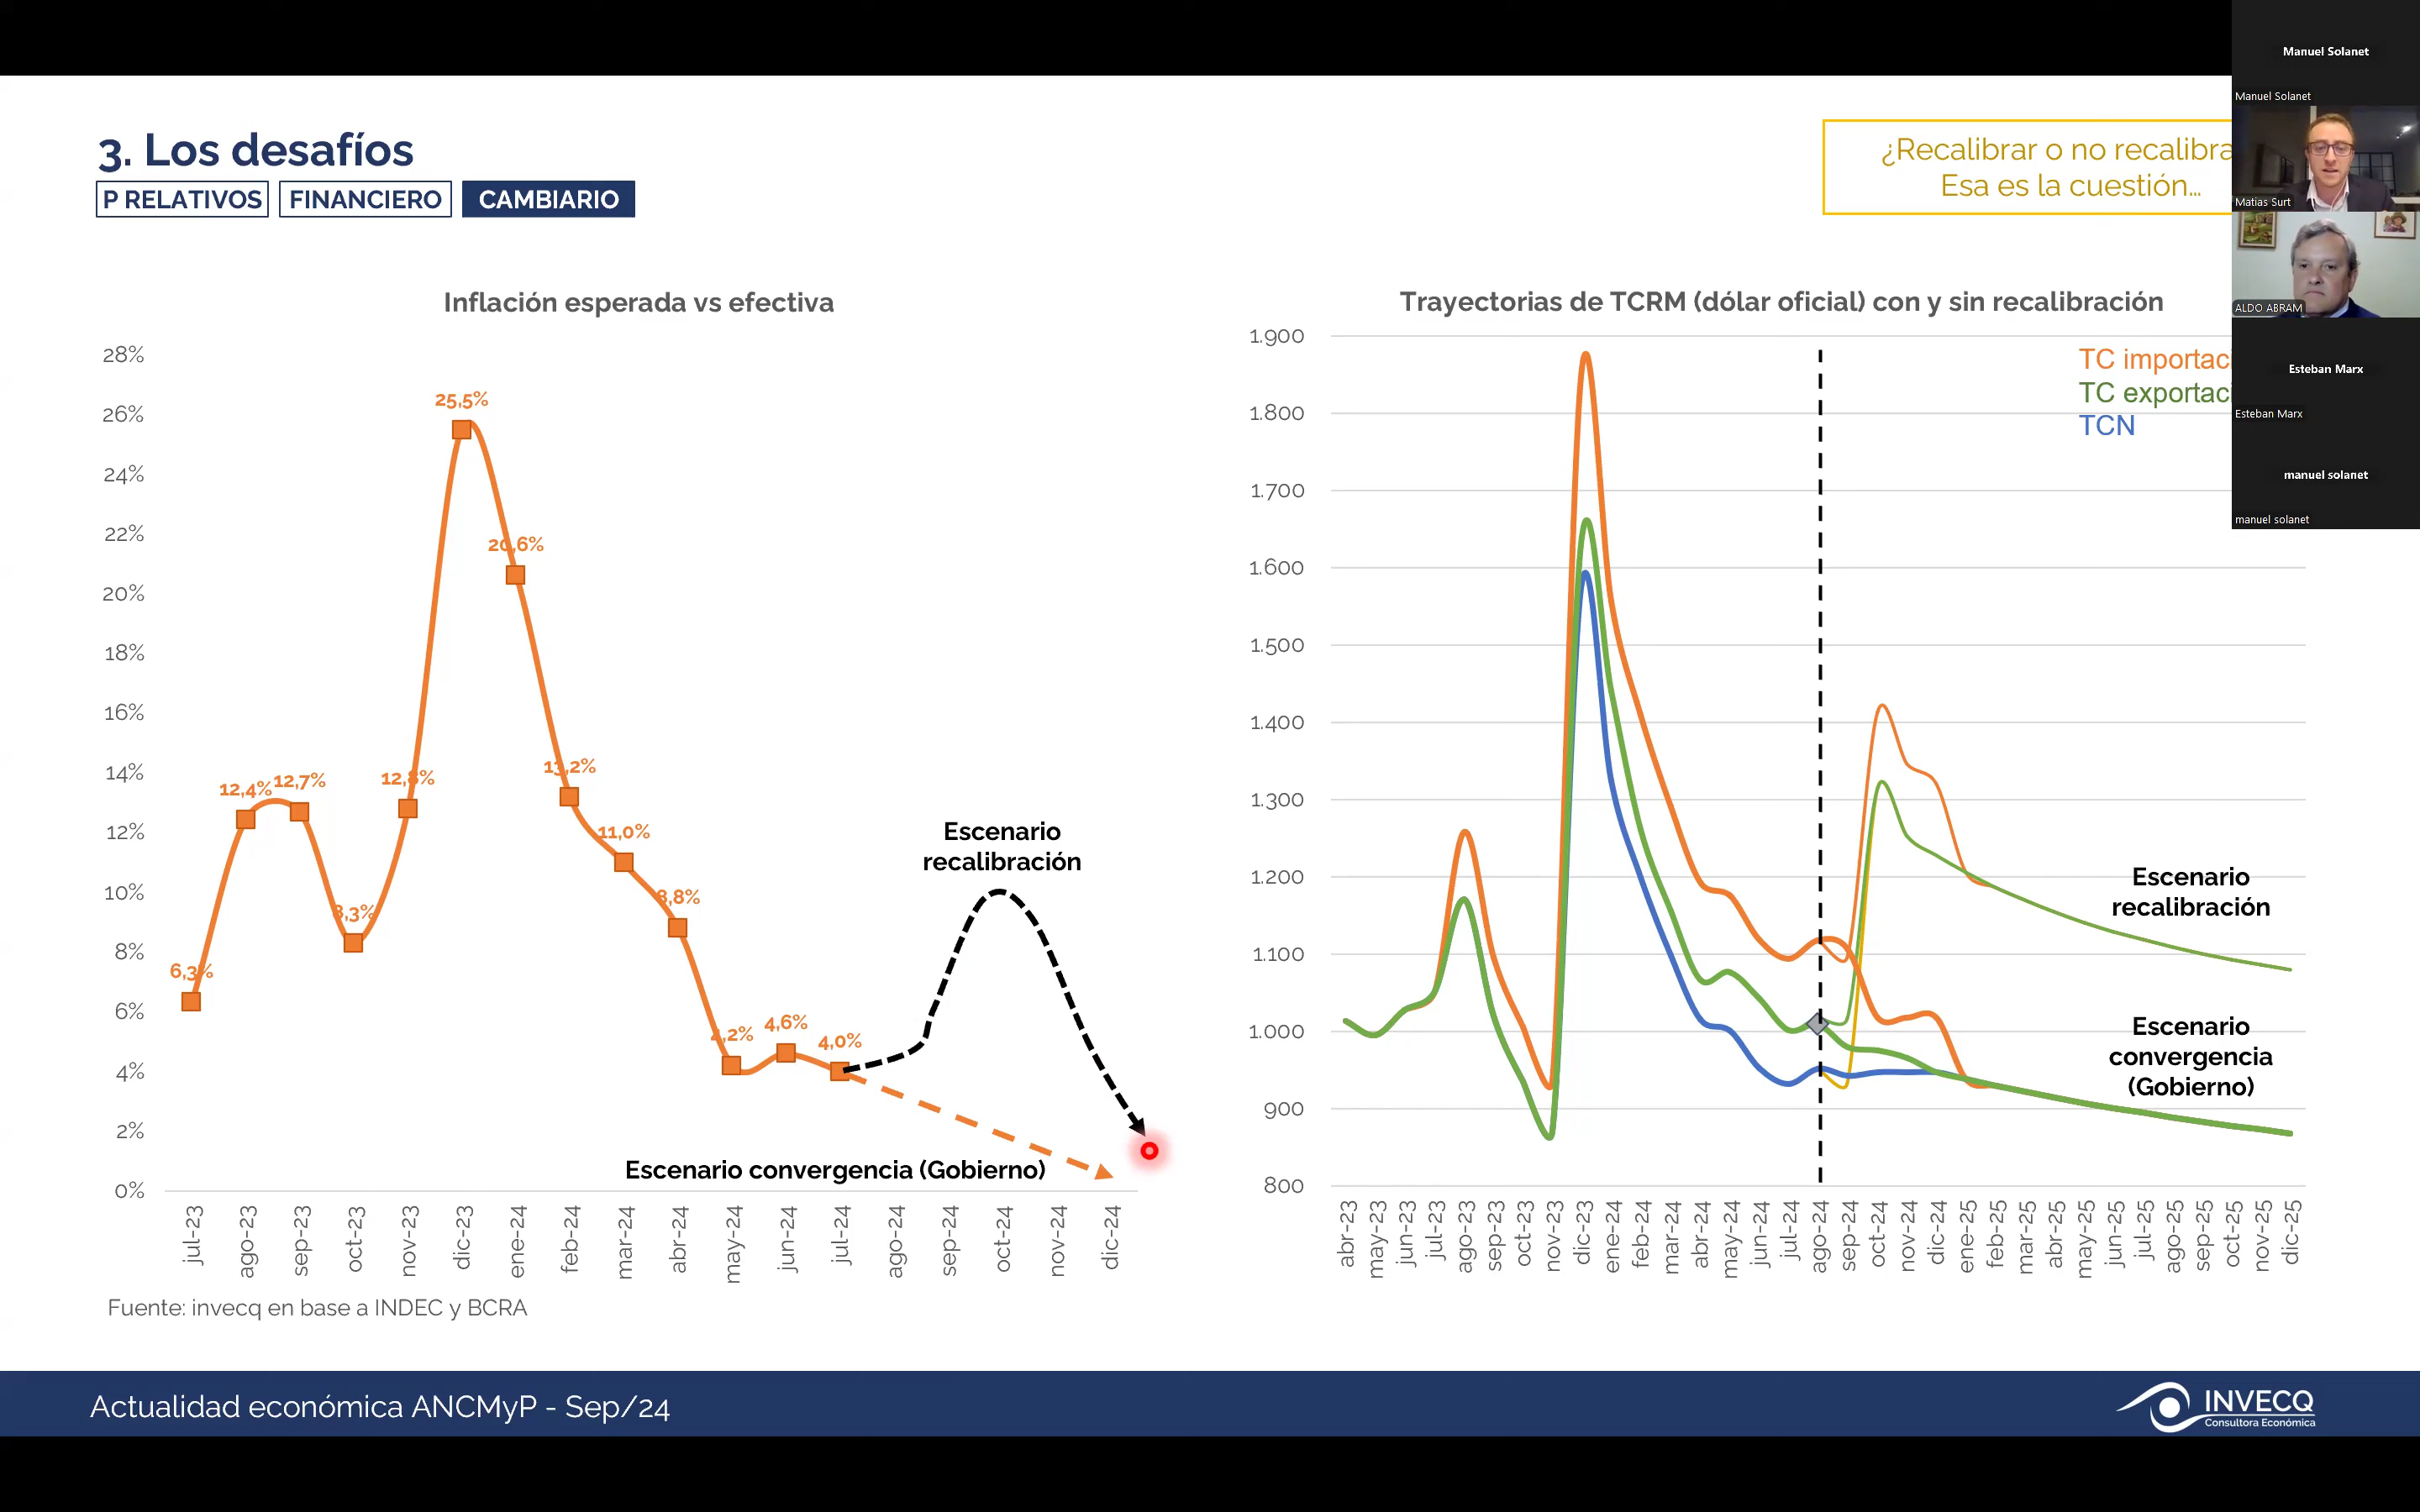 3. Los desafíos
P RELATIVOS
FINANCIERO
CAMBIARIO
¿Recalibrar o no
Esa es la cuestión...
Inflación esperada vs efectiva
28%
26%
24%
22%
20%
18%
16%
14%
12%
10%
8%
6%
4%
2%
0%
6,3%
12,4%
12,7%
8,3%
12,8%
25,5%
20,6%
13,2%
11,0%
8,8%
4,2%
4,6%
4,0%
Escenario
recalibración
Escenario convergencia (Gobierno)
jul-23
ago-23
sep-23
oct-23
nov-23
dic-23
ene-24
feb-24
mar-24
abr-24
may-24
jun-24
jul-24
ago-24
sep-24
oct-24
nov-24
dic-24
Fuente: invecq en base a INDEC y BCRA
Trayectorias de TCRM (dólar oficial) con y sin recalibración
1.900
1.800
1.700
1.600
1.500
1.400
1.300
1.200
1.100
1.000
900
800
TC
TC
TCN
Escenario
recalibración
Escenario
convergencia
(Gobierno)
abr-23
may-23
jun-23
jul-23
ago-23
sep-23
oct-23
nov-23
dic-23
ene-24
feb-24
mar-24
abr-24
may-24
jun-24
jul-24
ago-24
sep-24
oct-24
nov-24
dic-24
ene-25
feb-25
mar-25
abr-25
may-25
jun-25
jul-25
ago-25
sep-25
oct-25
nov-25
dic-25
Manuel Solanet
Manuel Solanet
Matias Surt
ALDO ABRAM
Esteban Marx
Esteban Marx
manuel solanet
manuel solanet
Actualidad económica ANCMyP - Sep/24
INVECQ
Consultora Económica